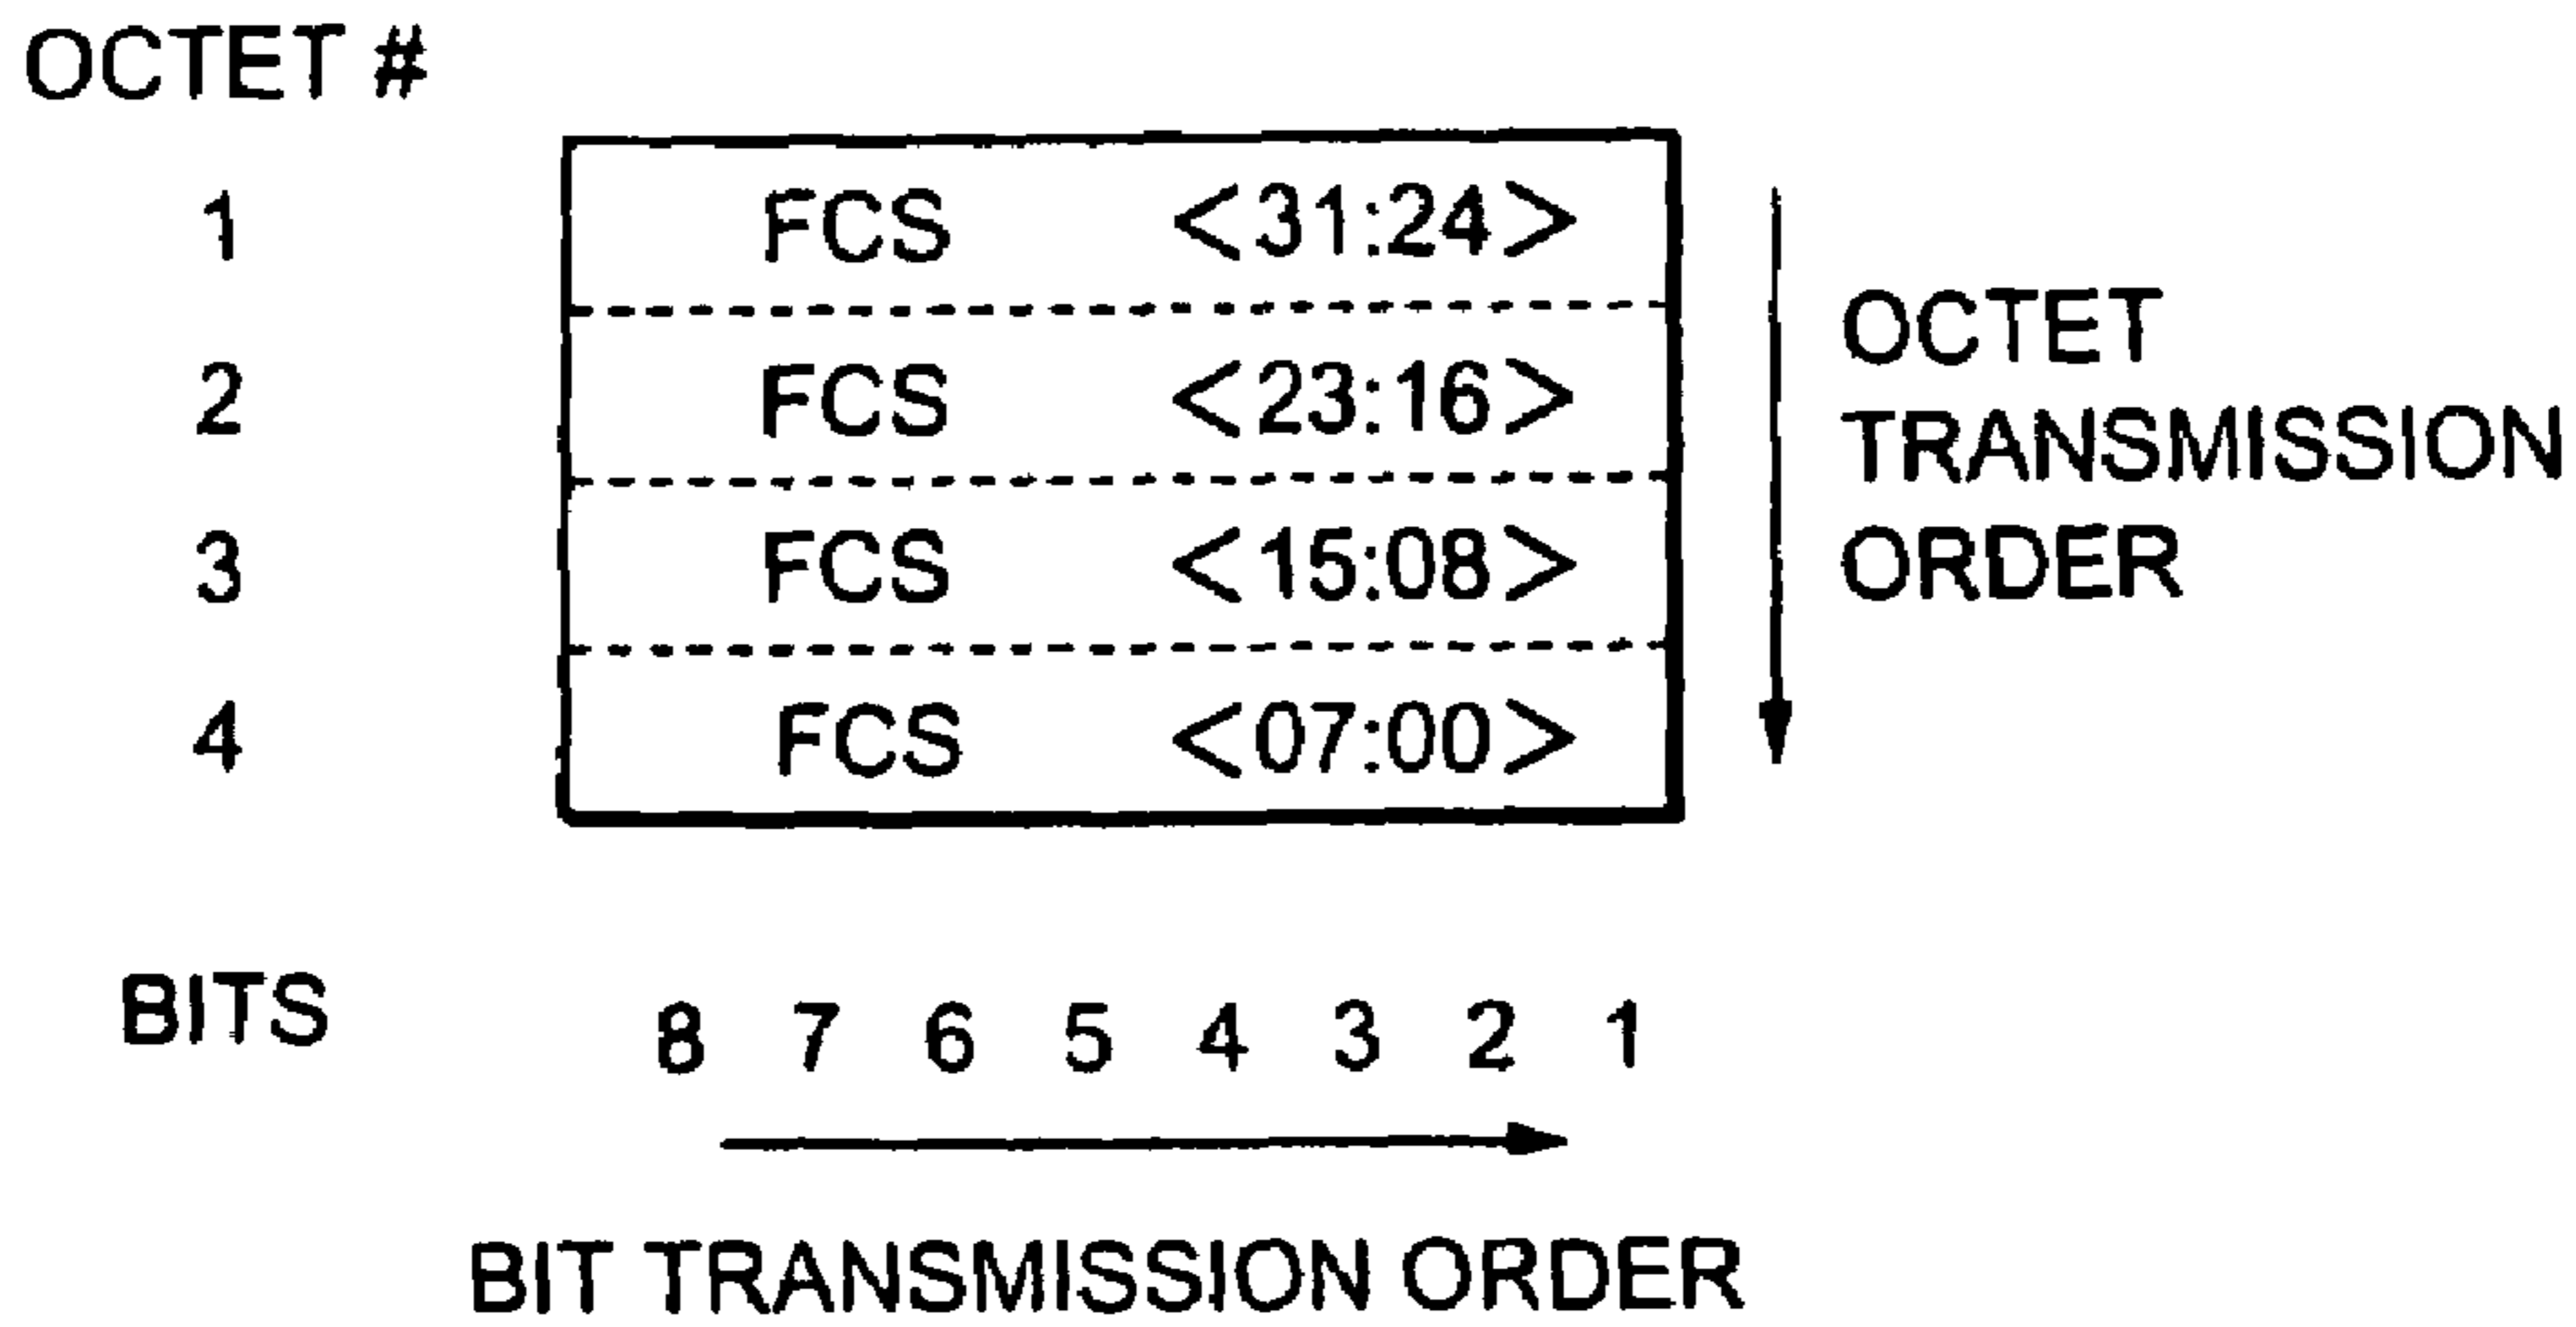 OCTET #
1 FCS <31:24>
2 FCS <23:16>
3 FCS <15:08>
4 FCS <07:00>
OCTET
TRANSMISSION
ORDER
BITS 8 7 6 5 4 3 2 1
BIT TRANSMISSION ORDER